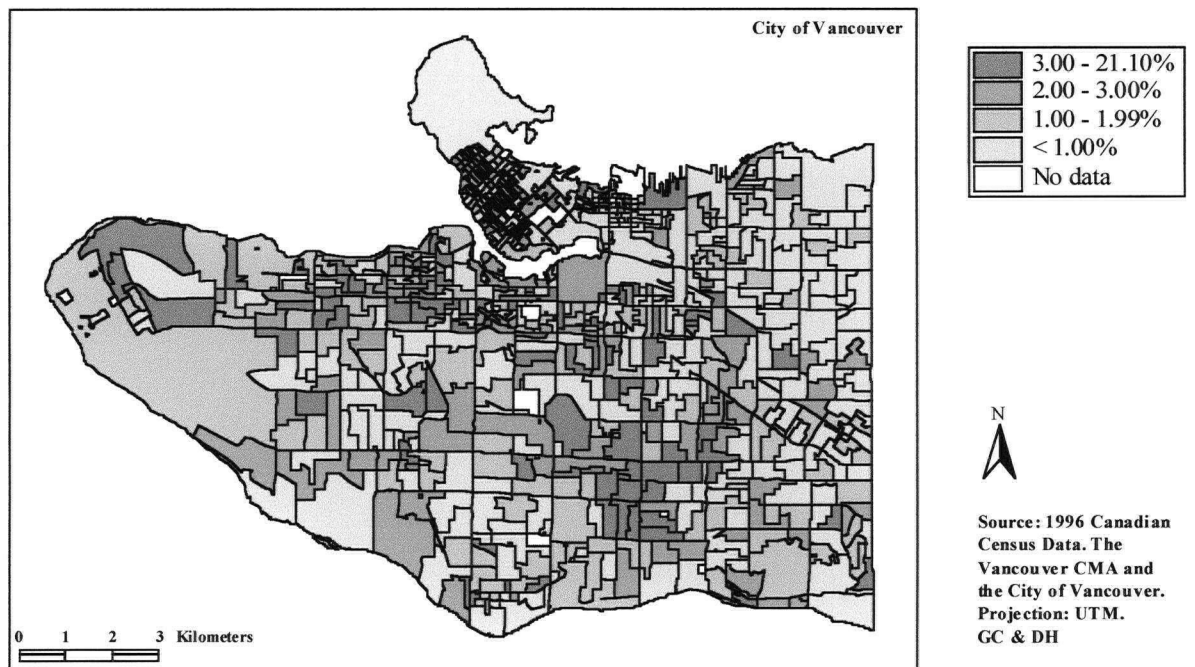 City of Vancouver
3.00 - 21.10%
2.00 - 3.00%
1.00 - 1.99%
< 1.00%
No data
N
Source: 1996 Canadian
Census Data. The
Vancouver CMA and
the City of Vancouver.
Projection: UTM.
GC & DH
0 1 2 3 Kilometers